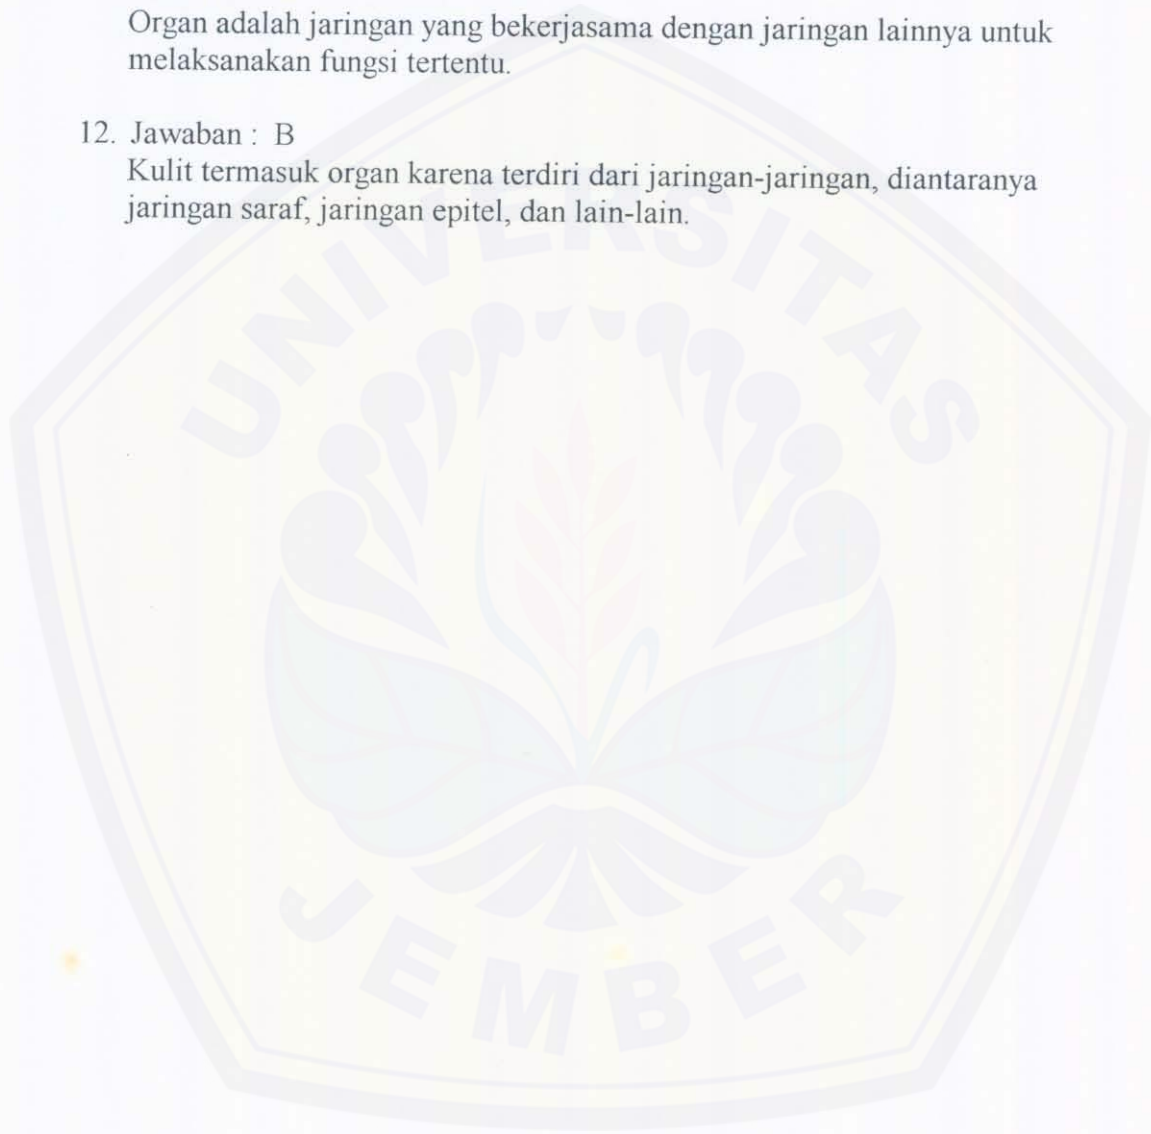 Organ adalah jaringan yang bekerjasama dengan jaringan lainnya untuk
melaksanakan fungsi tertentu.
12. Jawaban : B
Kulit termasuk organ karena terdiri dari jaringan-jaringan, diantaranya
jaringan saraf, jaringan epitel, dan lain-lain.
UNIVERSITAS
JEMBER